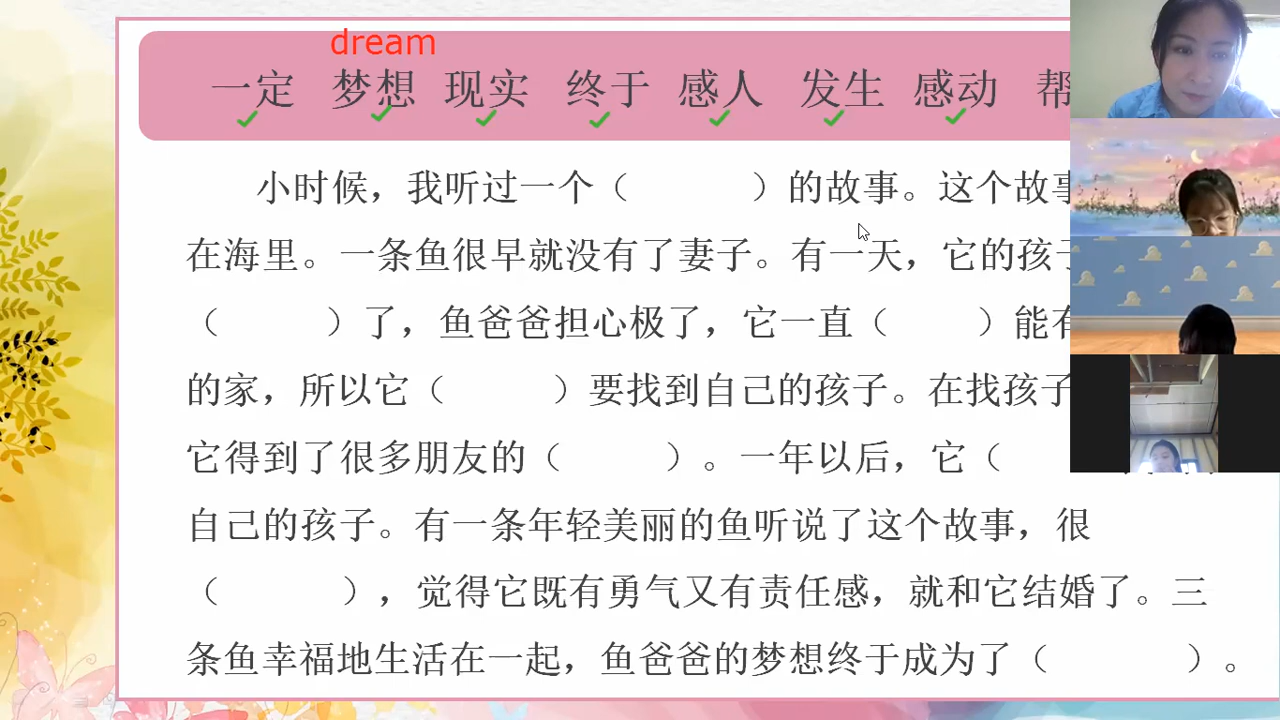 dream
一定 梦想 现实 终于 感人 发生 感动 帮
小时候，我听过一个（ ）的故事。这个故事
在海里。一条鱼很早就没有了妻子。有一天，它的孩子
（ ）了，鱼爸爸担心极了，它一直（ ）能有
的家，所以它（ ）要找到自己的孩子。在找孩子
它得到了很多朋友的（ ）。一年以后，它（
自己的孩子。有一条年轻美丽的鱼听说了这个故事，很
（ ），觉得它既有勇气又有责任感，就和它结婚了。三
条鱼幸福地生活在一起，鱼爸爸的梦想终于成为了（ ）。